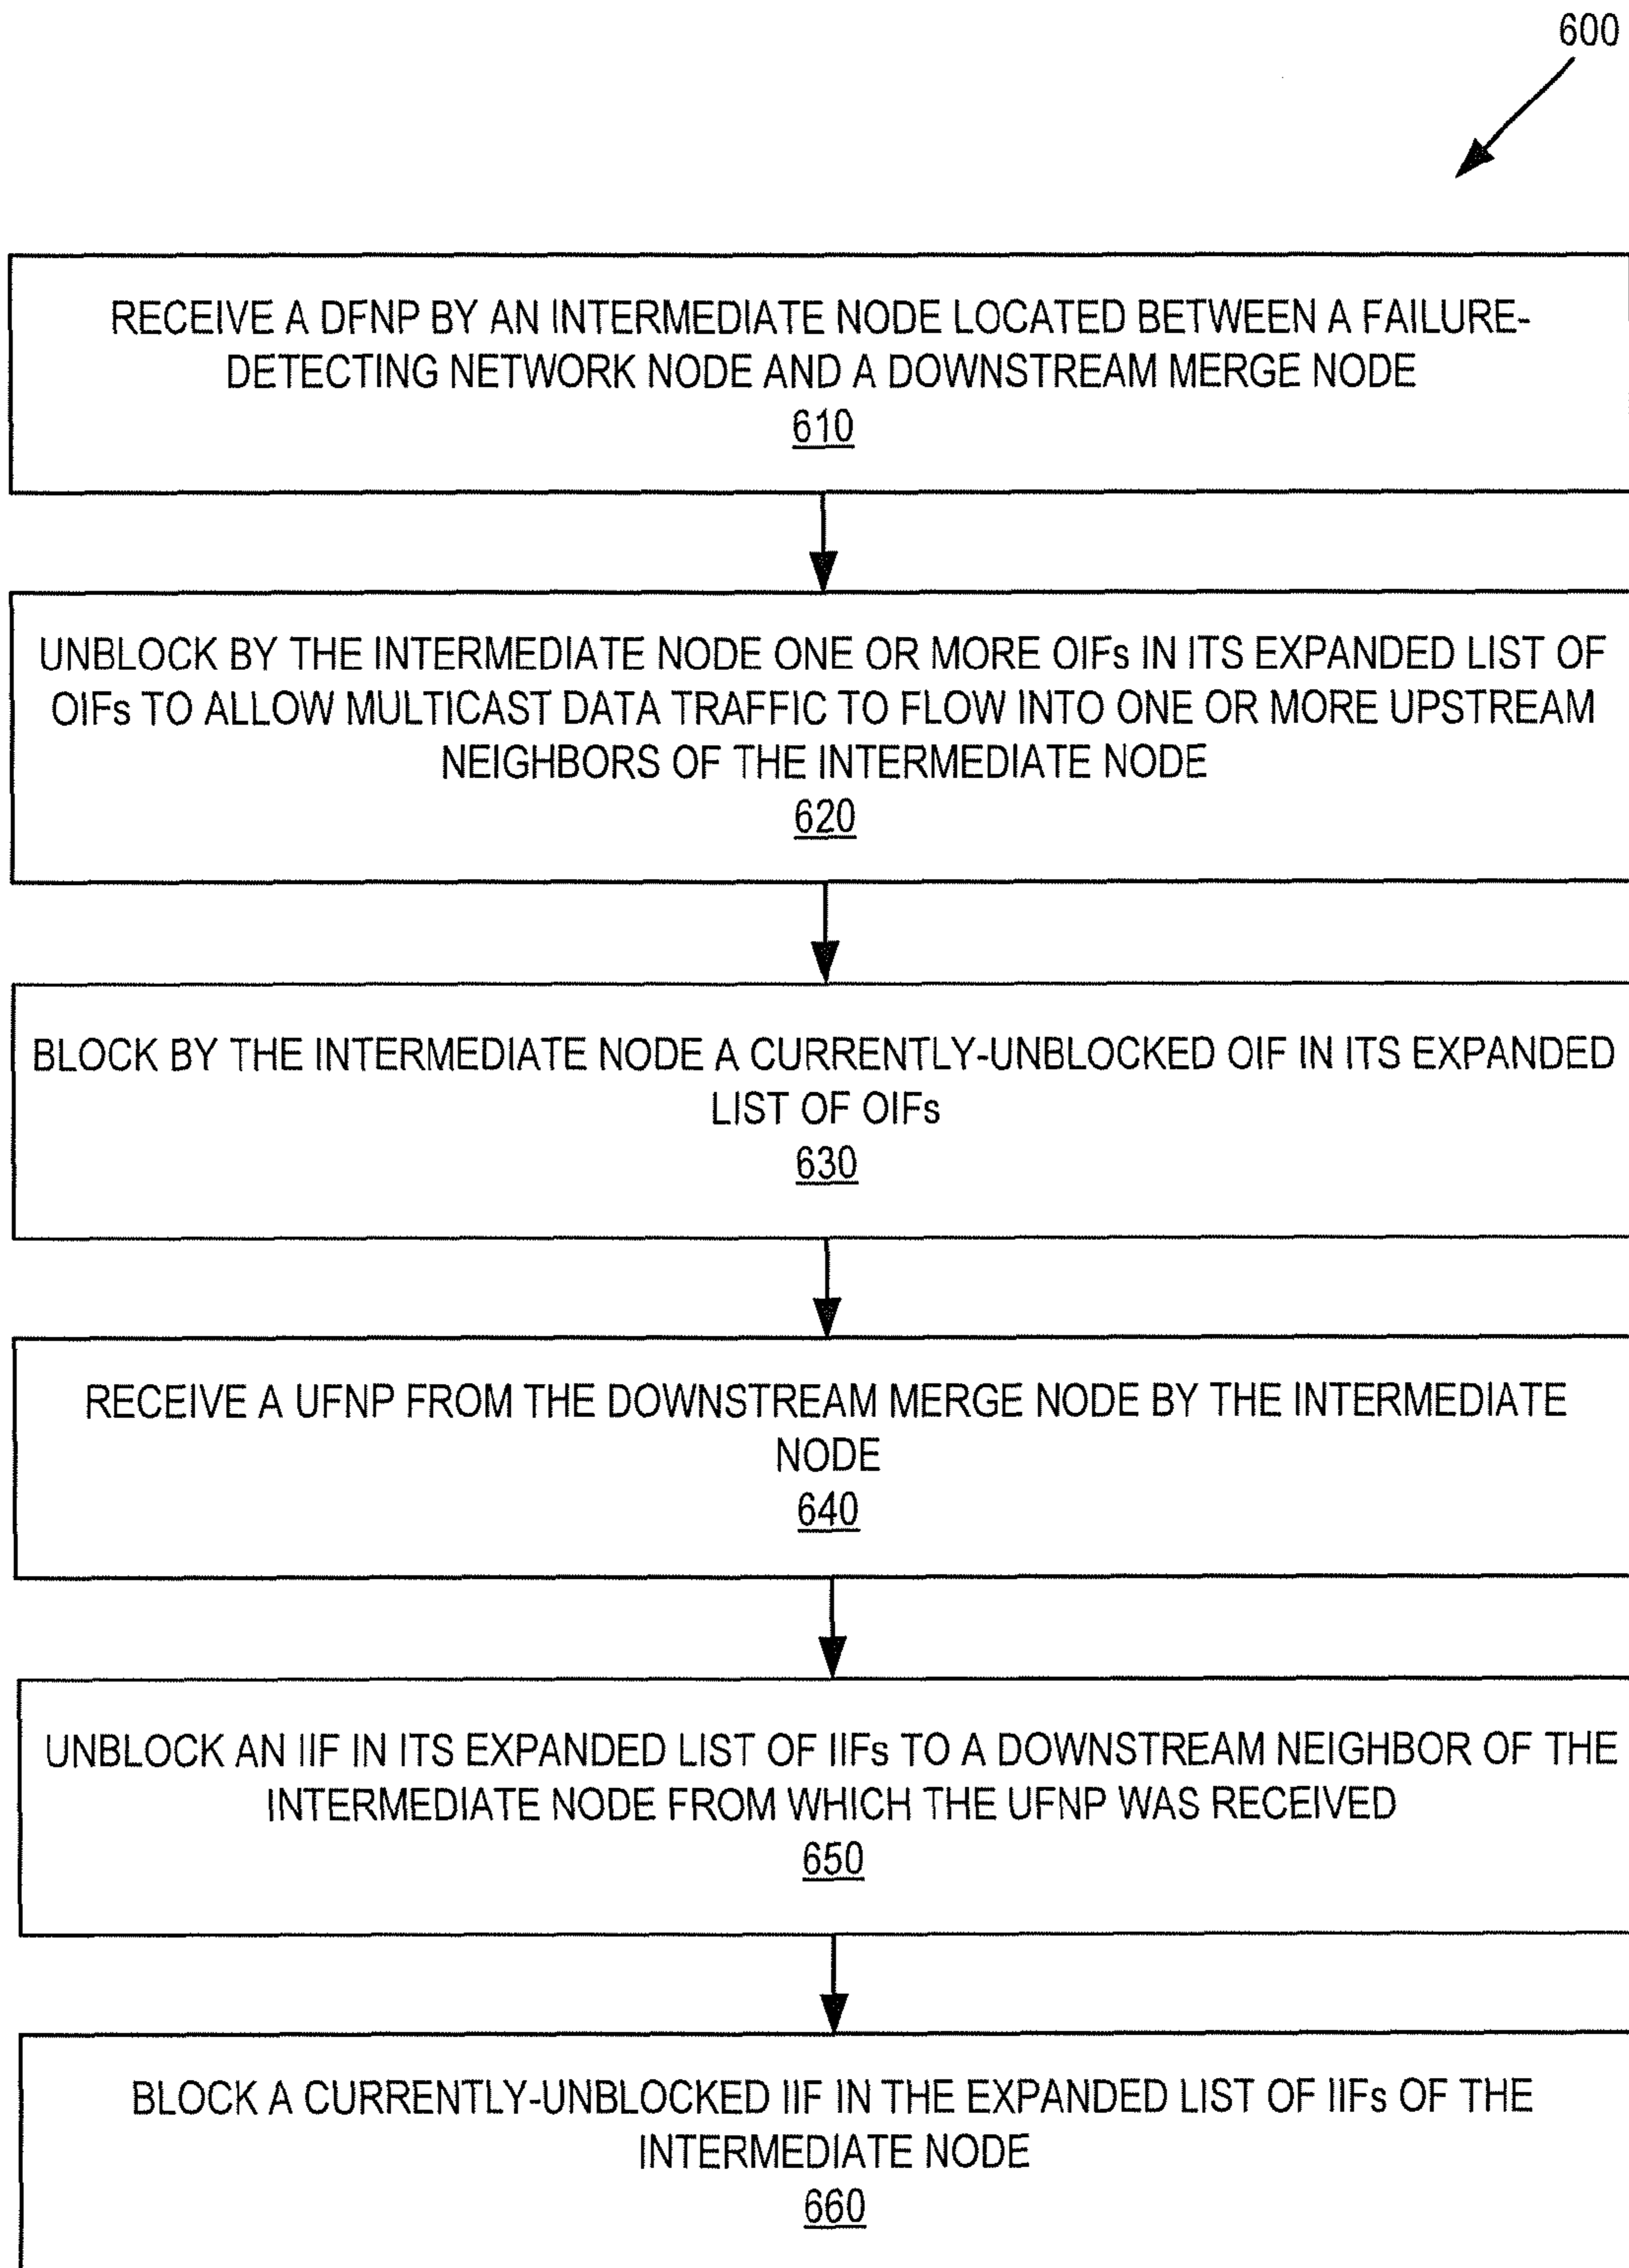 600
RECEIVE A DFNP BY AN INTERMEDIATE NODE LOCATED BETWEEN A FAILURE-
DETECTING NETWORK NODE AND A DOWNSTREAM MERGE NODE
610
UNBLOCK BY THE INTERMEDIATE NODE ONE OR MORE OIFs IN ITS EXPANDED LIST OF
OIFs TO ALLOW MULTICAST DATA TRAFFIC TO FLOW INTO ONE OR MORE UPSTREAM
NEIGHBORS OF THE INTERMEDIATE NODE
620
BLOCK BY THE INTERMEDIATE NODE A CURRENTLY-UNBLOCKED OIF IN ITS EXPANDED
LIST OF OIFs
630
RECEIVE A UFNP FROM THE DOWNSTREAM MERGE NODE BY THE INTERMEDIATE
NODE
640
UNBLOCK AN IIF IN ITS EXPANDED LIST OF IIFs TO A DOWNSTREAM NEIGHBOR OF THE
INTERMEDIATE NODE FROM WHICH THE UFNP WAS RECEIVED
650
BLOCK A CURRENTLY-UNBLOCKED IIF IN THE EXPANDED LIST OF IIFs OF THE
INTERMEDIATE NODE
660